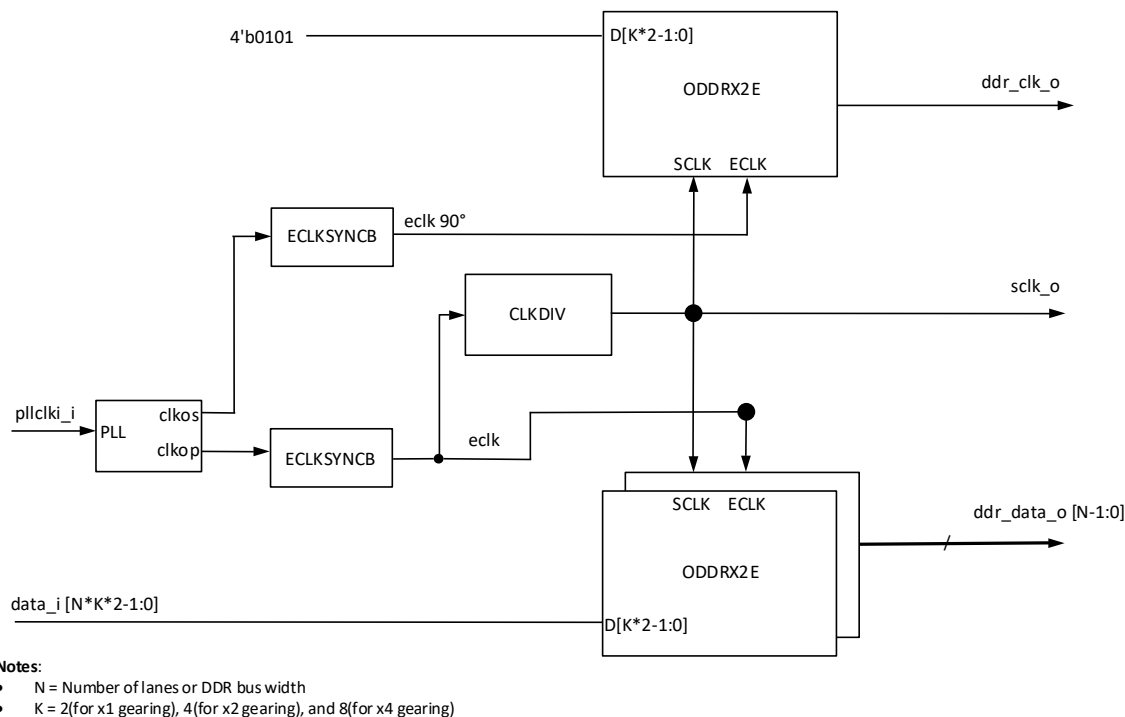 4'b0101
D[K*2-1:0]
ODDRX2E
ddr_clk_o
SCLK ECLK
ECLKSYNCB
eclk 90°
CLKDIV
sclk_o
pllclki_i
PLL
clkos
clkop
ECLKSYNCB
eclk
SCLK ECLK
ddr_data_o [N-1:0]
ODDRX2E
data_i [N*K*2-1:0]
D[K*2-1:0]
Notes:
• N = Number of lanes or DDR bus width
• K = 2(for x1 gearing), 4(for x2 gearing), and 8(for x4 gearing)